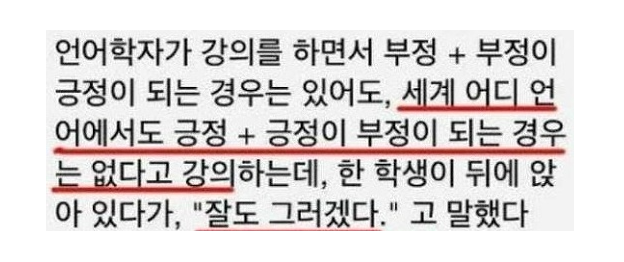 언어학자가 강의를 하면서 부정 + 부정이
긍정이 되는 경우는 있어도, 세계 어디 언
어에서도 긍정 + 긍정이 부정이 되는 경우
는 없다고 강의하는데, 한 학생이 뒤에 앉
아 있다가, "잘도 그러겠다." 고 말했다